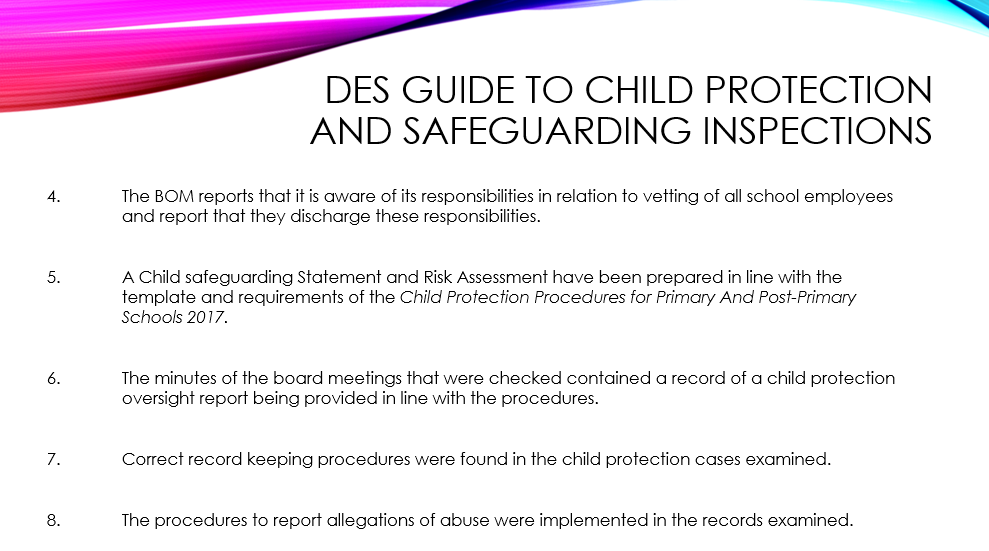 DES GUIDE TO CHILD PROTECTION
AND SAFEGUARDING INSPECTIONS
4. The BOM reports that it is aware of its responsibilities in relation to vetting of all school employees
and report that they discharge these responsibilities.
5. A Child safeguarding Statement and Risk Assessment have been prepared in line with the
template and requirements of the Child Protection Procedures for Primary And Post-Primary
Schools 2017.
6. The minutes of the board meetings that were checked contained a record of a child protection
oversight report being provided in line with the procedures.
7. Correct record keeping procedures were found in the child protection cases examined.
8. The procedures to report allegations of abuse were implemented in the records examined.